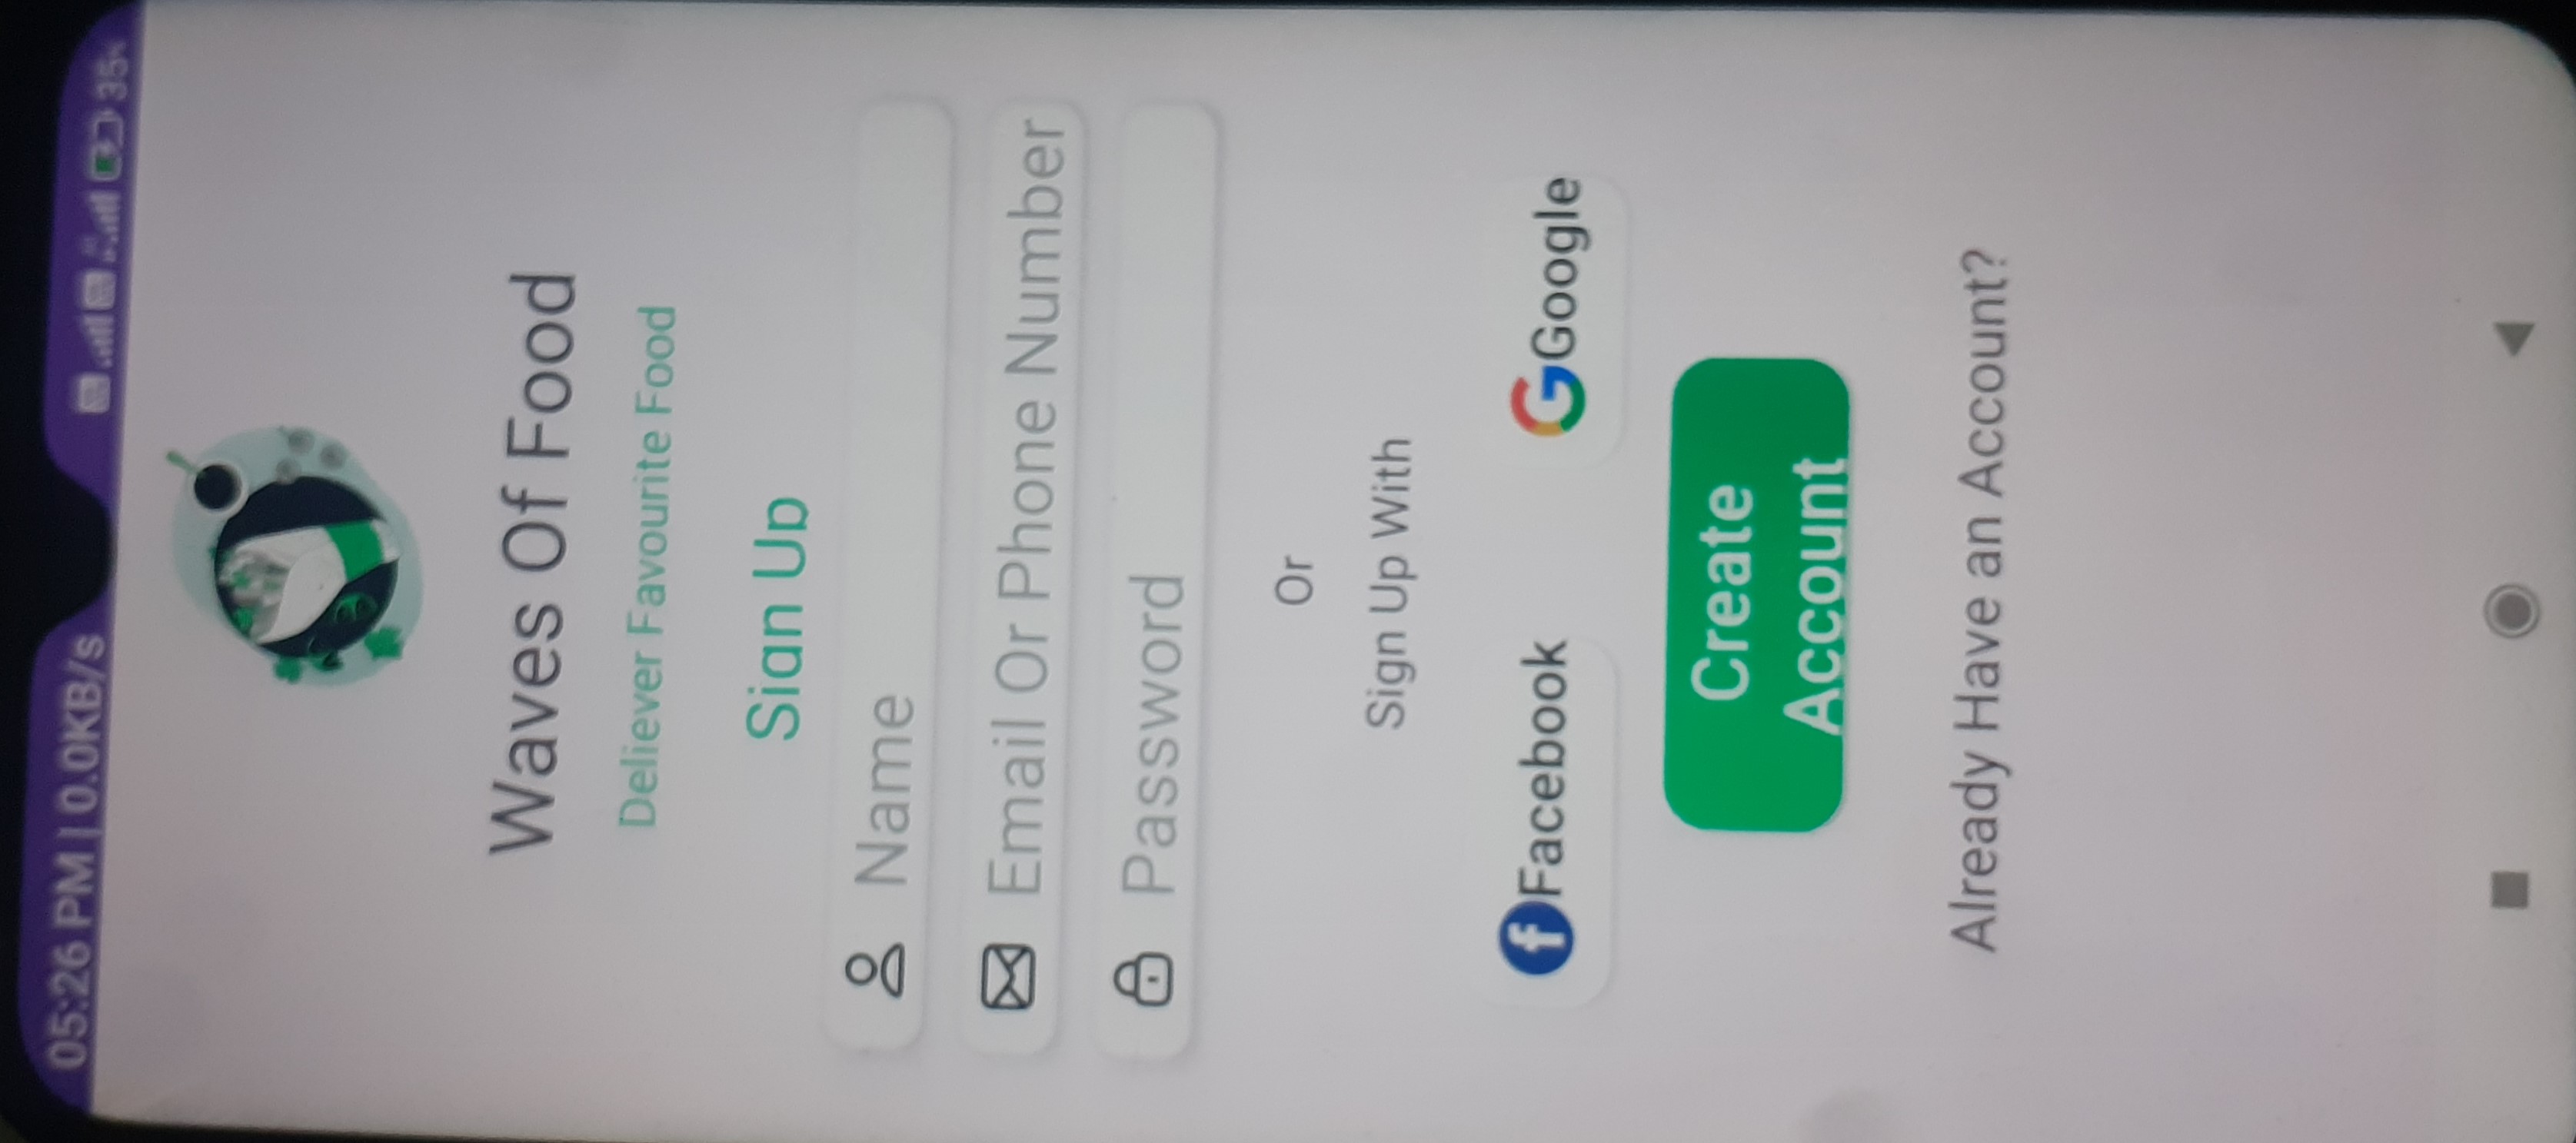 05:26 PM | 0.0KB/s
Waves Of Food
Deliever Favourite Food
Sign Up
Name
Email Or Phone Number
Password
Or
Sign Up With
Facebook
Google
Create
Account
Already Have an Account?